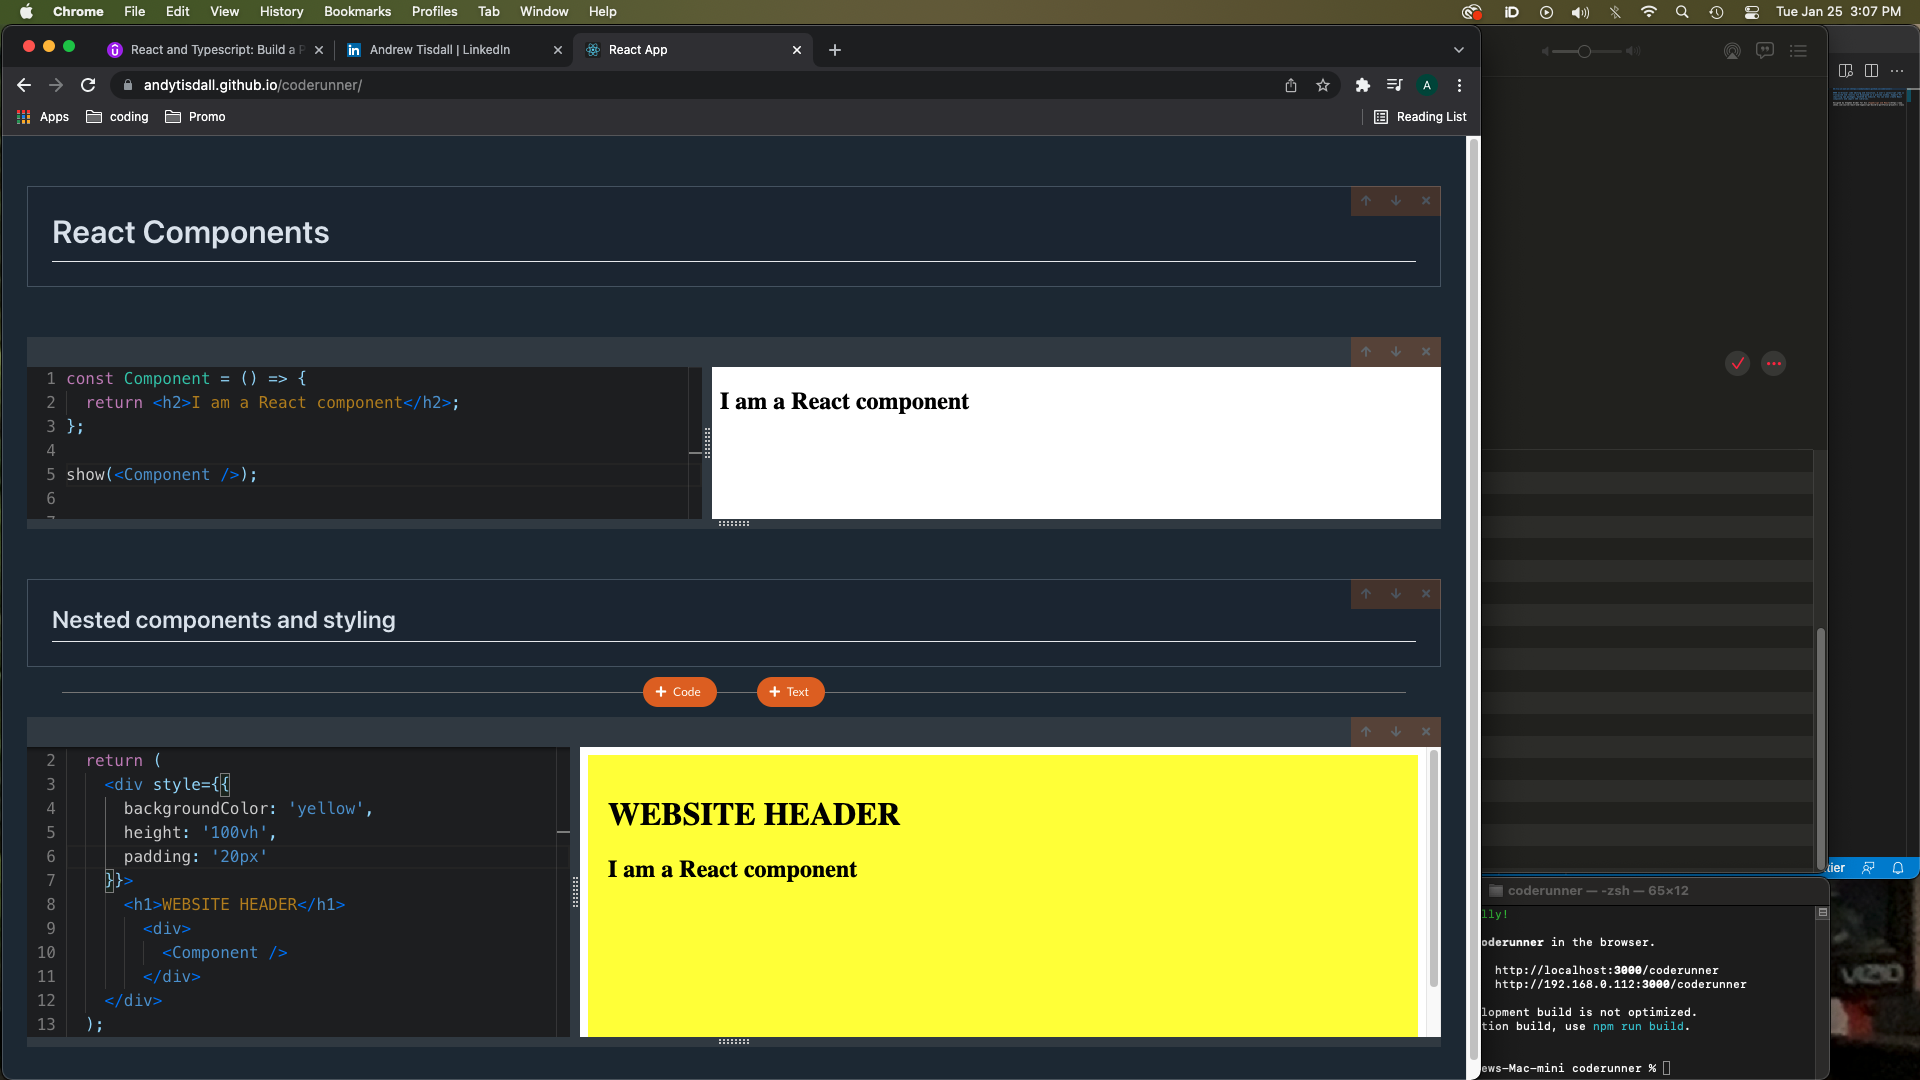 Chrome File Edit View History Bookmarks Profiles Tab Window Help
Tue Jan 25 3:07 PM
React and Typescript: Build a P
Andrew Tisdall | LinkedIn
React App
andytisdall.github.io/coderunner/
A
Apps coding Promo
Reading List
React Components
1 const Component = () => {
2 return <h2>I am a React component</h2>;
3 };
4
5 show(<Component />);
6
I am a React component
Nested components and styling
+ Code
+ Text
2 return (
3 <div style={{
4 backgroundColor: 'yellow',
5 height: '100vh',
6 padding: '20px'
7 }}>
8 <h1>WEBSITE HEADER</h1>
9 <div>
10 <Component />
11 </div>
12 </div>
13 );
WEBSITE HEADER
I am a React component
tier
coderunner — -zsh — 65×12
lly!
oderunner in the browser.
http://localhost:3000/coderunner
http://192.168.0.112:3000/coderunner
lopment build is not optimized.
tion build, use npm run build.
ews-Mac-mini coderunner %
VIZIO